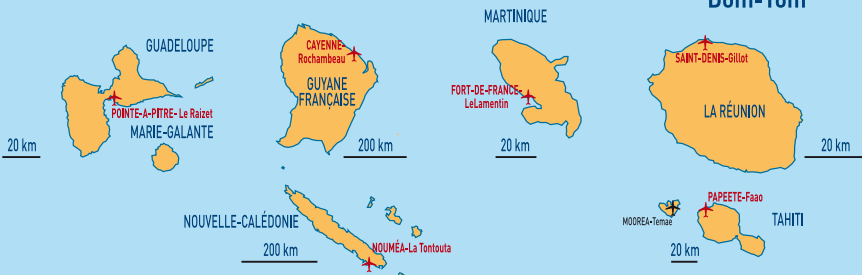 Dom-Tom
MARTINIQUE
GUADELOUPE
CAYENNE-
Rochambeau
SAINT-DENIS-Gillot
GUYANE
FRANÇAISE
FORT-DE-FRANCE-
LeLamentin
POINTE-A-PITRE- Le Raizet
LA RÉUNION
MARIE-GALANTE
20 km
200 km
20 km
20 km
NOUVELLE-CALÉDONIE
PAPEETE-Faao
MOOREA-Temae
TAHITI
NOUMÉA-La Tontouta
200 km
20 km